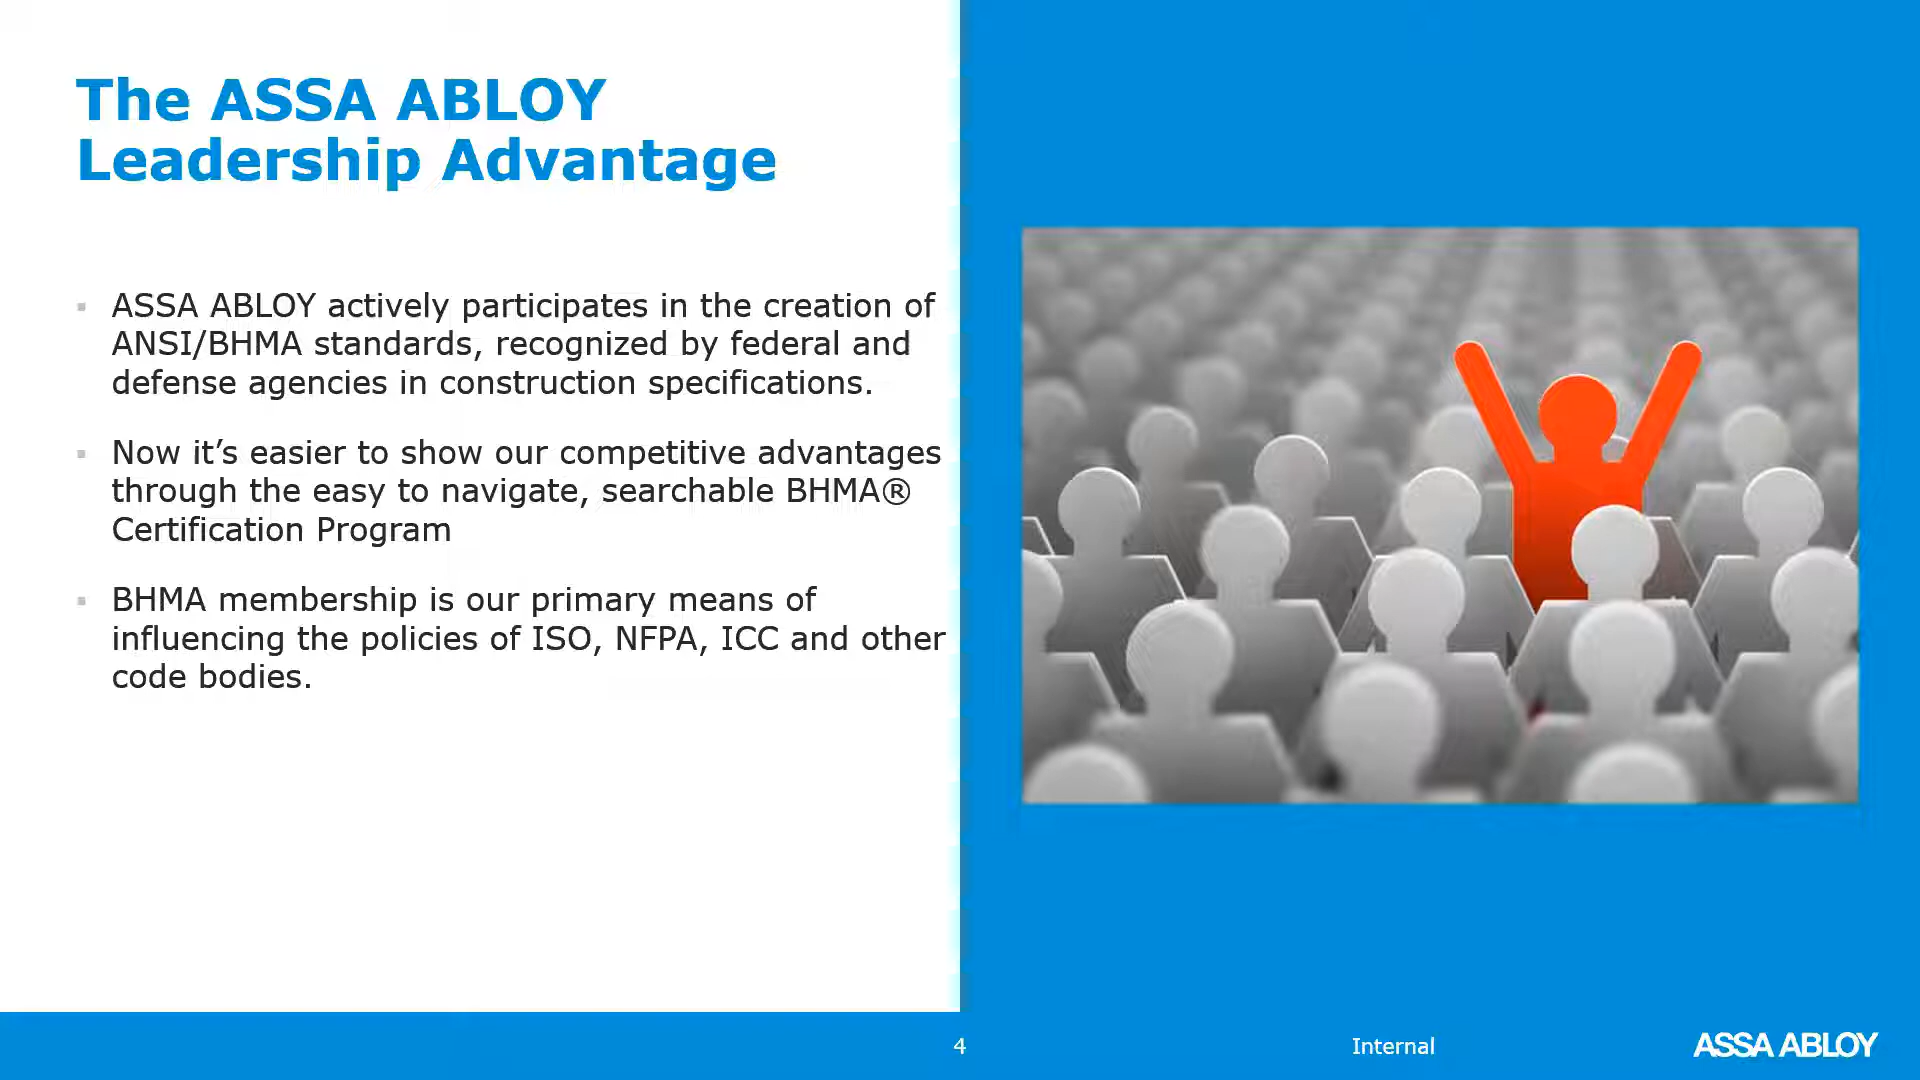 The ASSA ABLOY
Leadership Advantage
ASSA ABLOY actively participates in the creation of
ANSI/BHMA standards, recognized by federal and
defense agencies in construction specifications.
Now it’s easier to show our competitive advantages
through the easy to navigate, searchable BHMA®
Certification Program
BHMA membership is our primary means of
influencing the policies of ISO, NFPA, ICC and other
code bodies.
4
Internal
ASSA ABLOY